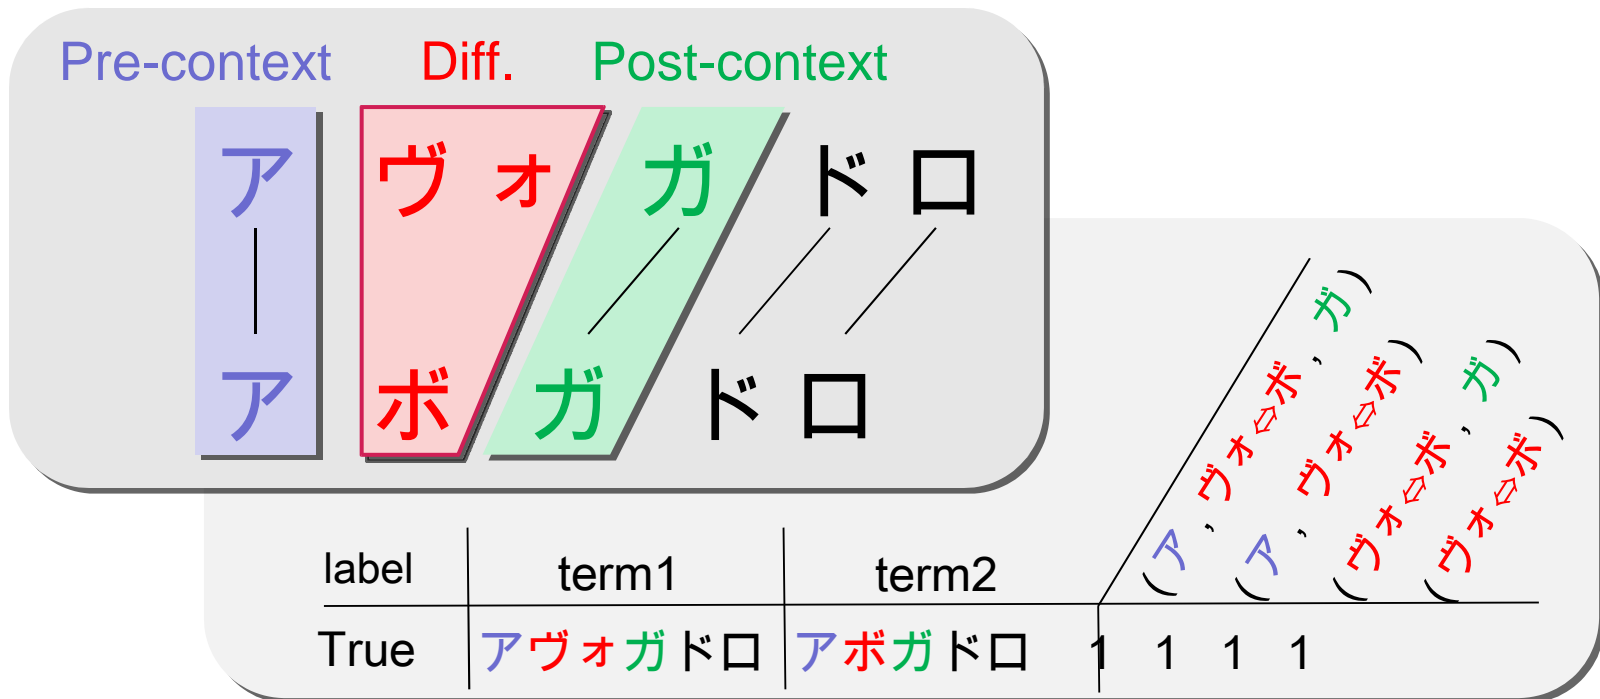 Pre-context Diff. Post-context
アヴォガドロ
アボガドロ
(ア, ヴォ⇔ボ, ガ)
(ア, ヴォ⇔ボ)
(ヴォ⇔ボ, ガ)
(ヴォ⇔ボ)
label term1 term2
True アヴォガドロ アボガドロ 1 1 1 1